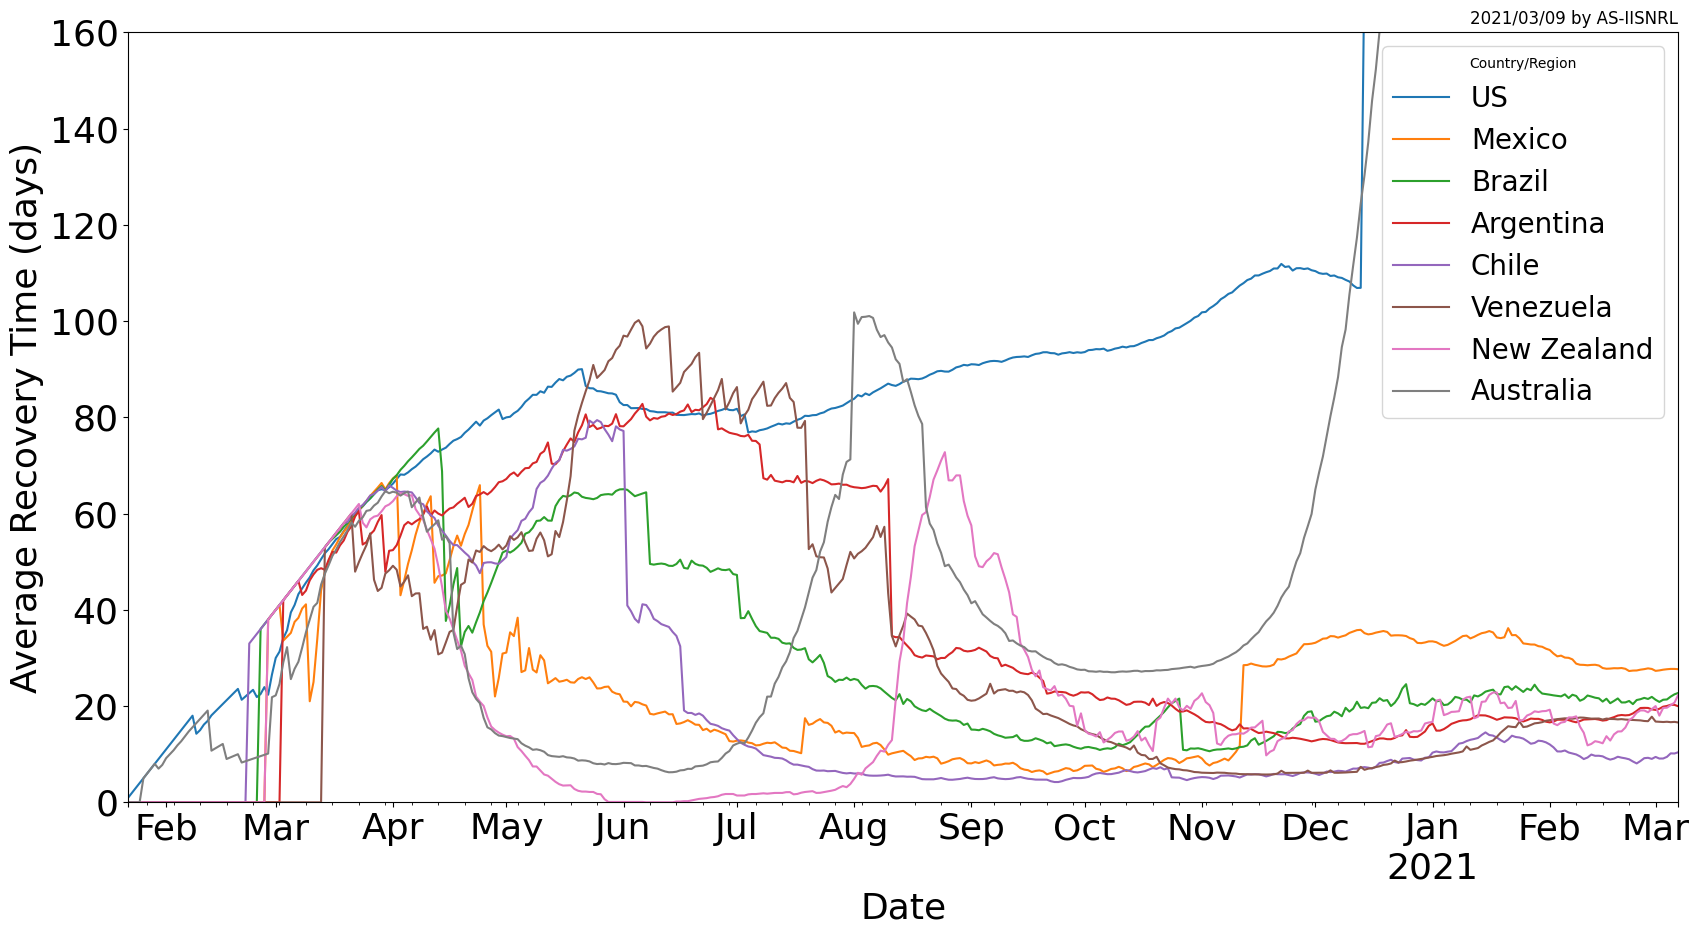 2021/03/09 by AS-IISNRL
160
140
120
100
80
60
40
20
0
Average Recovery Time (days)
Country/Region
US
Mexico
Brazil
Argentina
Chile
Venezuela
New Zealand
Australia
Feb Mar Apr May Jun Jul Aug Sep Oct Nov Dec Jan Feb Mar
2021
Date